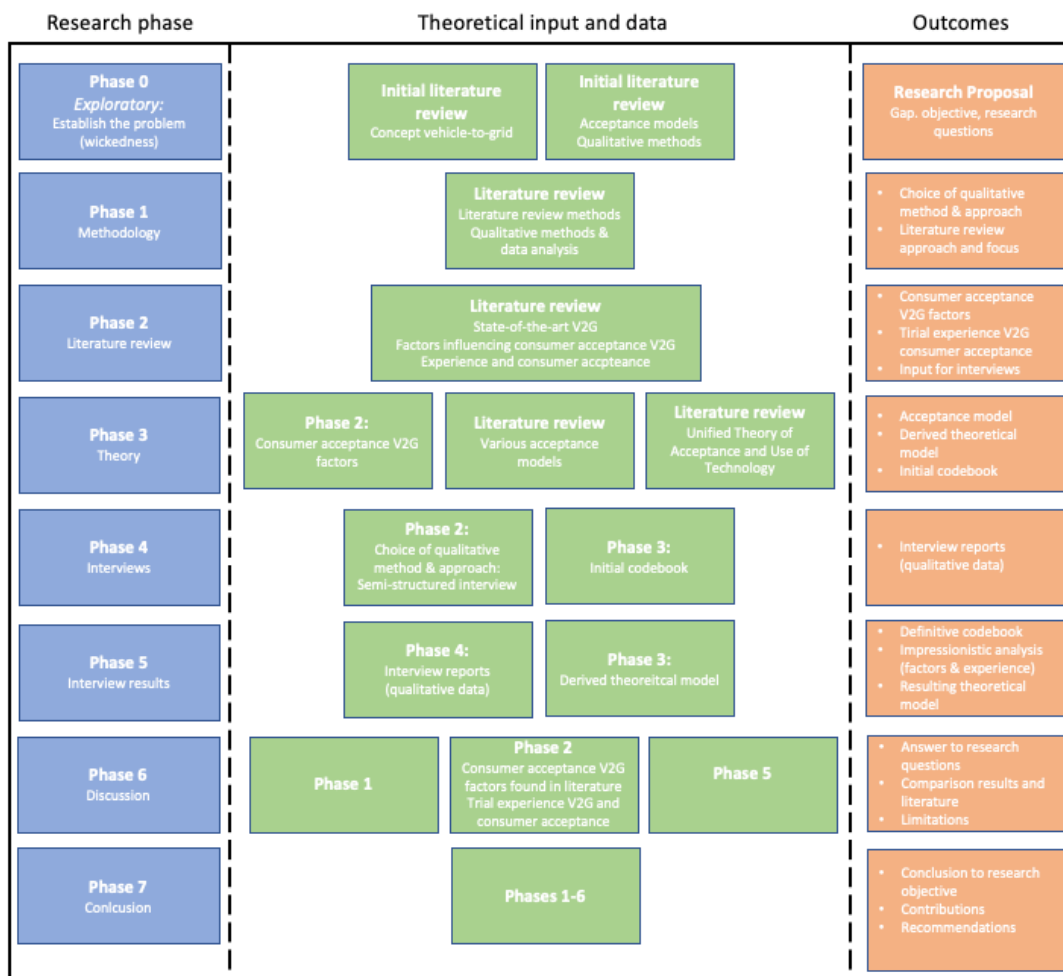 Research phase
Theoretical input and data
Outcomes
Phase 0
Exploratory:
Establish the problem
(wickedness)
Initial literature
review
Concept vehicle-to-grid
Initial literature
review
Acceptance models
Qualitative methods
Research Proposal
Gap. objective, research
questions
Phase 1
Methodology
Literature review
Literature review methods
Qualitative methods &
data analysis
• Choice of qualitative
method & approach
• Literature review
approach and focus
Phase 2
Literature review
Literature review
State-of-the-art V2G
Factors influencing consumer acceptance V2G
Experience and consumer accpteance
• Consumer acceptance
V2G factors
• Tirial experience V2G
consumer acceptance
• Input for interviews
Phase 3
Theory
Phase 2:
Consumer acceptance V2G
factors
Literature review
Various acceptance
models
Literature review
Unified Theory of
Acceptance and Use of
Technology
• Acceptance model
• Derived theoretical
model
• Initial codebook
Phase 4
Interviews
Phase 2:
Choice of qualitative
method & approach:
Semi-structured interview
Phase 3:
Initial codebook
• Interview reports
(qualitative data)
Phase 5
Interview results
Phase 4:
Interview reports
(qualitative data)
Phase 3:
Derived theoreitcal model
• Definitive codebook
• Impressionistic analysis
(factors & experience)
• Resulting theoretical
model
Phase 6
Discussion
Phase 1
Phase 2
Consumer acceptance V2G
factors found in literature
Trial experience V2G and
consumer acceptance
Phase 5
• Answer to research
questions
• Comparison results and
literature
• Limitations
Phase 7
Conlcusion
Phases 1-6
• Conclusion to research
objective
• Contributions
• Recommendations